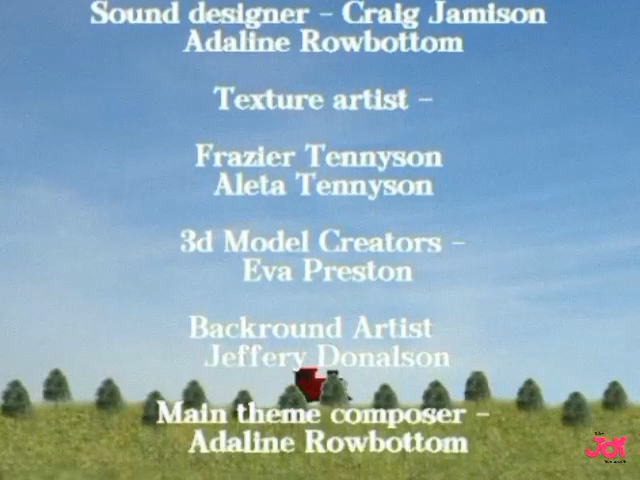 Sound designer – Craig Jamison
Adaline Rowbottom
Texture artist –
Frazier Tennyson
Aleta Tennyson
3d Model Creators –
Eva Preston
Backround Artist
Jeffery Donalson
Main theme composer –
Adaline Rowbottom
JOY